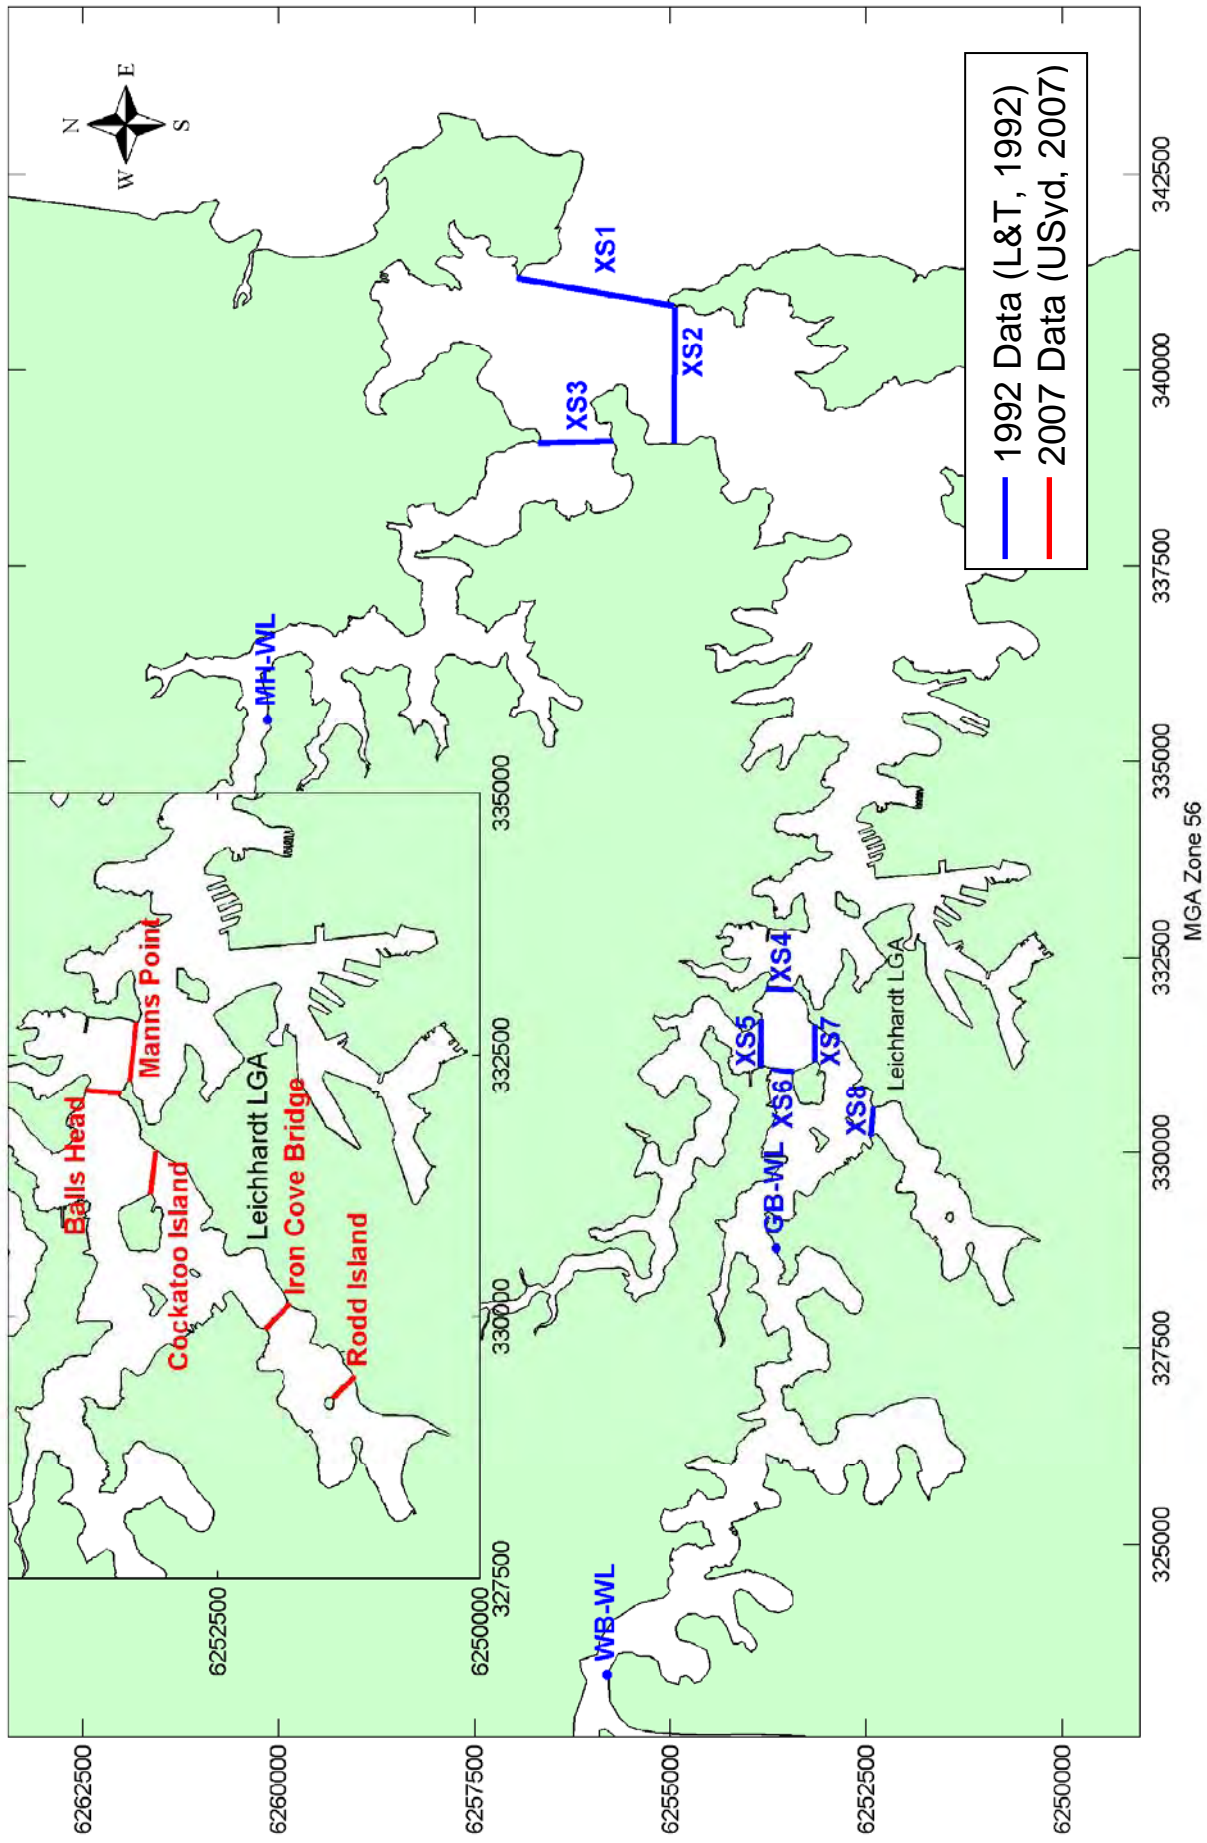 N
W
E
S
XS1
XS2
XS3
MH-WL
XS4
XS5
XS6
XS7
XS8
GB-WL
WB-WL
Leichhardt LGA
Balls Head
Manns Point
Cockatoo Island
Leichhardt LGA
Iron Cove Bridge
Rodd Island
6252500
6250000
327500
330000
332500
335000
1992 Data (L&T, 1992)
2007 Data (USyd, 2007)
6262500
6260000
6257500
6255000
6252500
6250000
325000
327500
330000
332500
335000
337500
340000
342500
MGA Zone 56